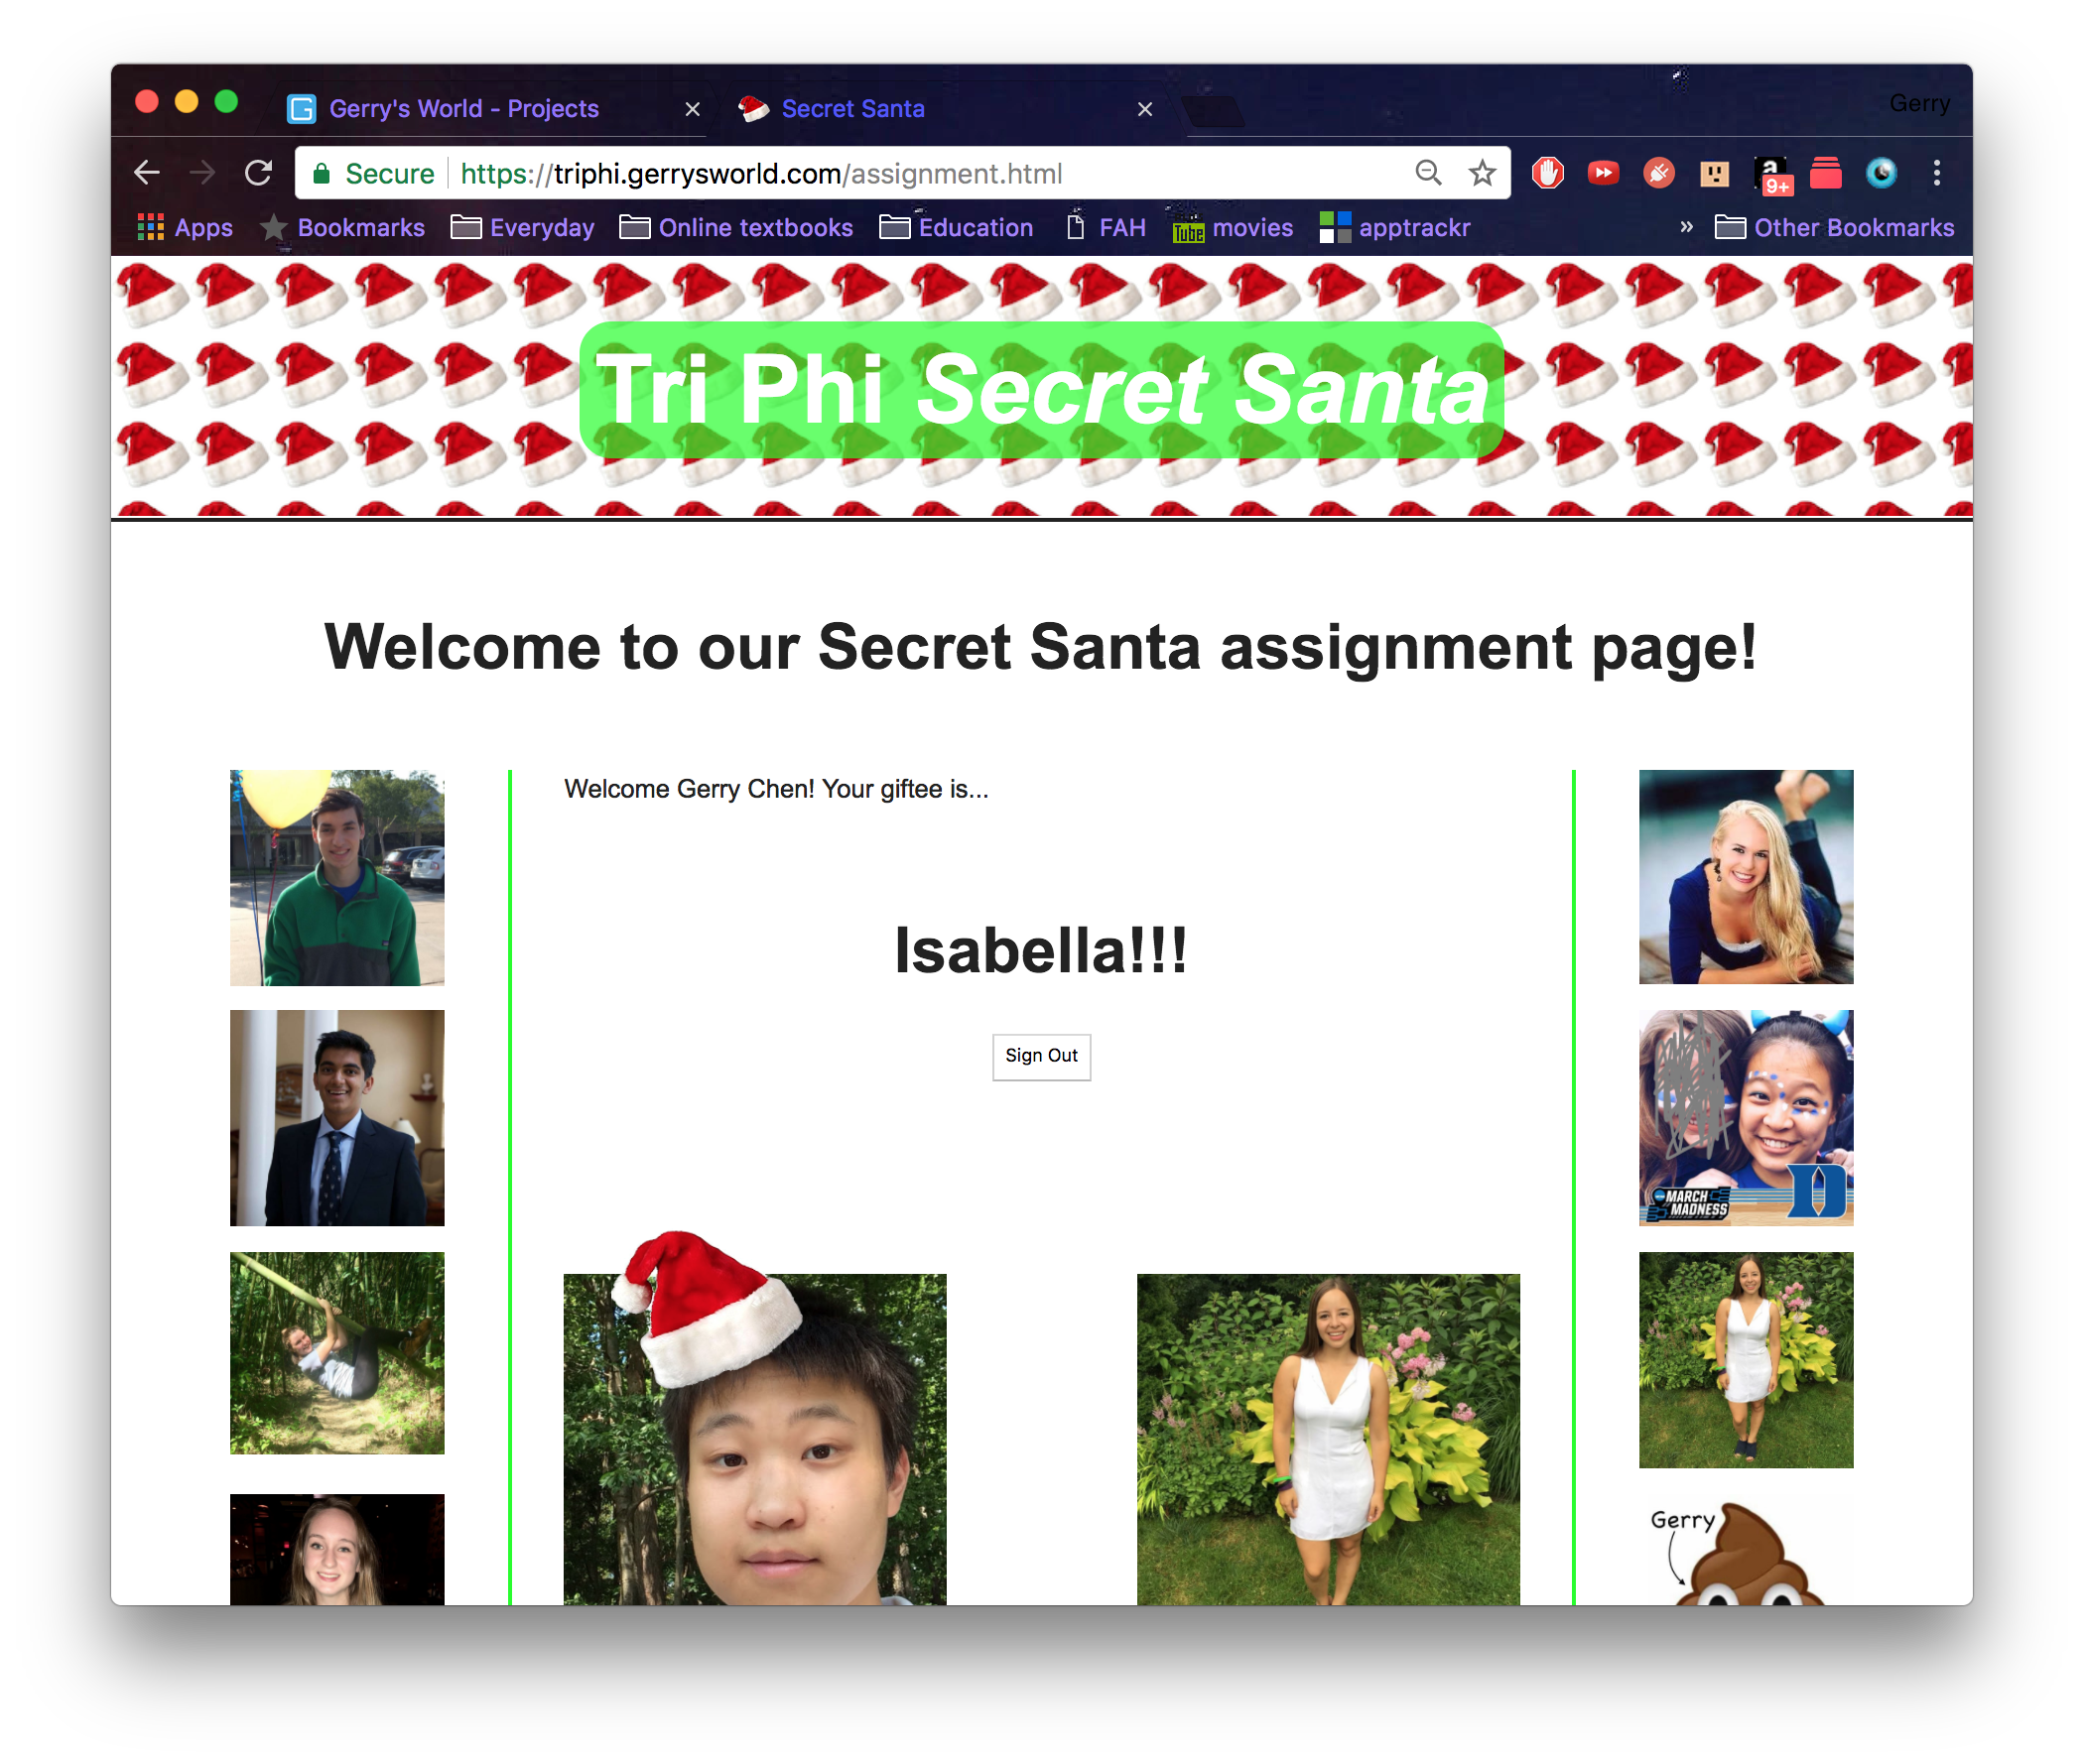 Gerry's World - Projects
Secret Santa
Gerry
Secure
https://triphi.gerrysworld.com/assignment.html
a
9+
Apps
Bookmarks
Everyday
Online textbooks
Education
FAH
Tube
movies
apptrackr
»
Other Bookmarks
Tri Phi Secret Santa
Welcome to our Secret Santa assignment page!
Welcome Gerry Chen! Your giftee is...
Isabella!!!
Sign Out
MARCH
MADNESS
D
Gerry